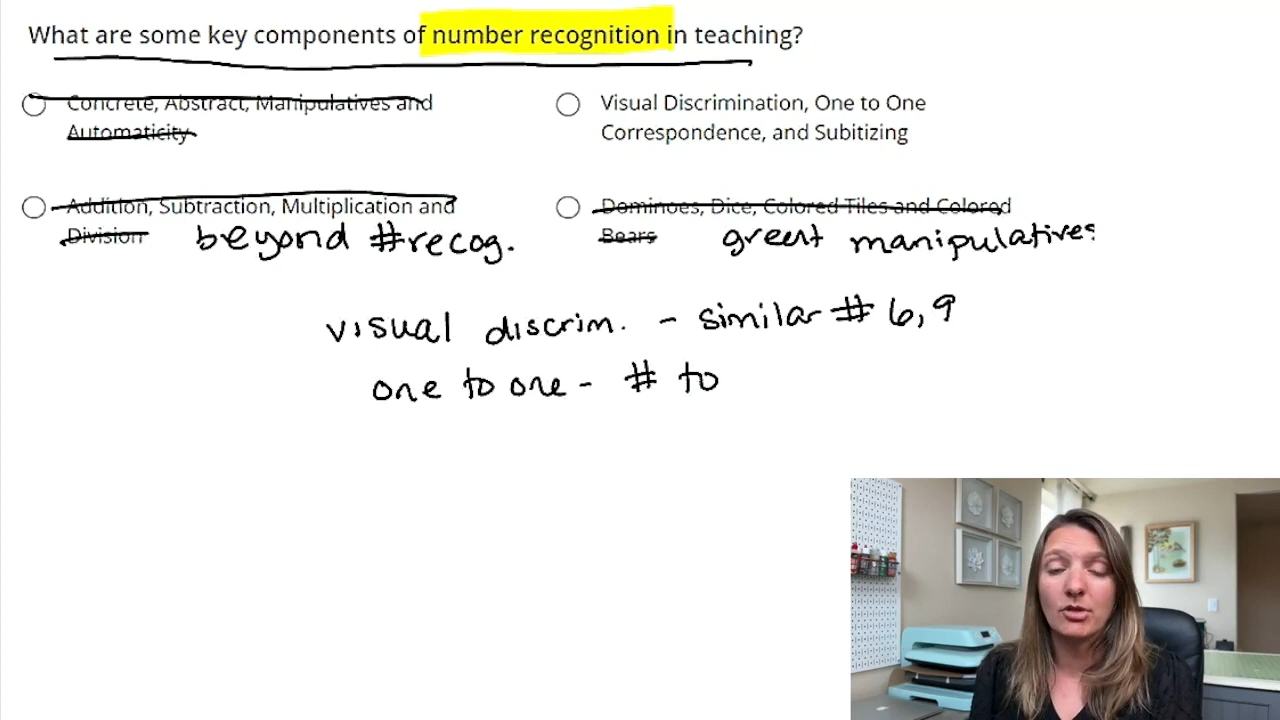 What are some key components of number recognition in teaching?
Concrete, Abstract, Manipulatives and
Automaticity
Visual Discrimination, One to One
Correspondence, and Subitizing
Addition, Subtraction, Multiplication and
Division
beyond #recog.
Dominoes, Dice, Colored Tiles and Colored
Bears
great manipulatives
visual discrim. - similar # 6, 9
one to one - # to